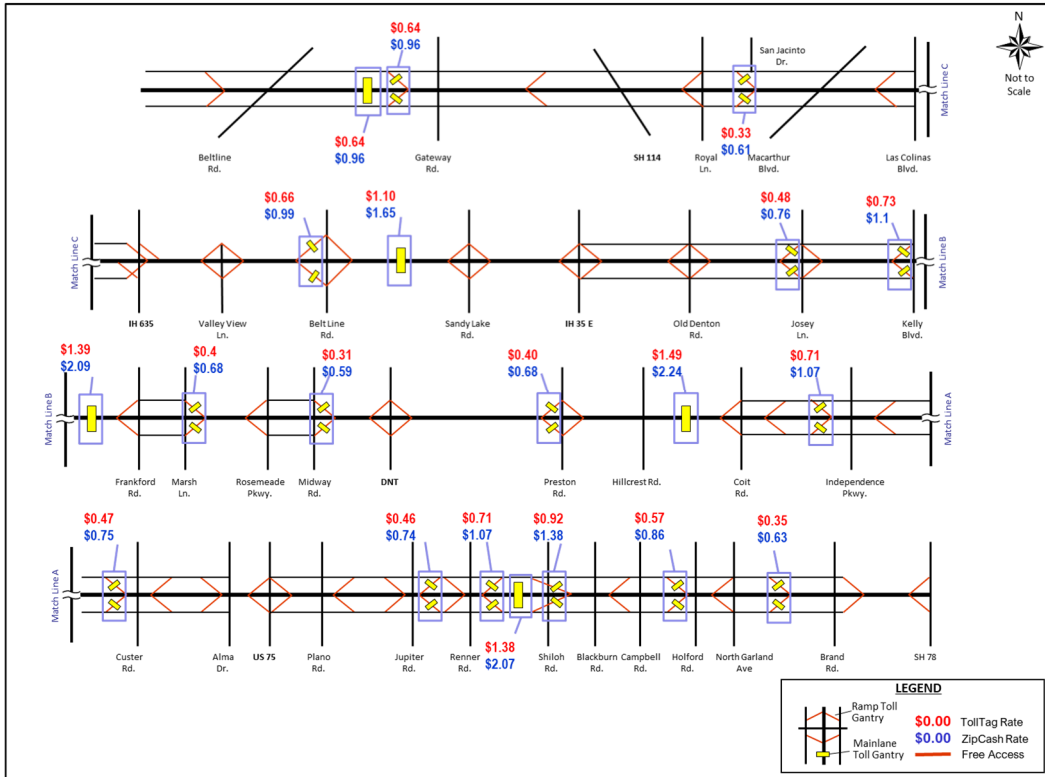 $0.64
$0.96
N
Not to
Scale
San Jacinto
Dr.
Match Line C
$0.64
$0.96
$0.33
$0.61
Beltline
Rd.
Gateway
Rd.
SH 114
Royal
Ln.
Macarthur
Blvd.
Las Colinas
Blvd.
$0.66
$0.99
$1.10
$1.65
$0.48
$0.76
$0.73
$1.1
Match Line C
Match Line B
IH 635
Valley View
Ln.
Belt Line
Rd.
Sandy Lake
Rd.
IH 35 E
Old Denton
Rd.
Josey
Ln.
Kelly
Blvd.
$1.39
$2.09
$0.4
$0.68
$0.31
$0.59
$0.40
$0.68
$1.49
$2.24
$0.71
$1.07
Match Line B
Match Line A
Frankford
Rd.
Marsh
Ln.
Rosemeade
Pkwy.
Midway
Rd.
DNT
Preston
Rd.
Hillcrest Rd.
Coit
Rd.
Independence
Pkwy.
$0.47
$0.75
$0.46
$0.74
$0.71
$1.07
$0.92
$1.38
$0.57
$0.86
$0.35
$0.63
Match Line A
$1.38
$2.07
Custer
Rd.
Alma
Dr.
US 75
Plano
Rd.
Jupiter
Rd.
Renner
Rd.
Shiloh
Rd.
Blackburn
Rd.
Campbell
Rd.
Holford
Rd.
North Garland
Ave
Brand
Rd.
SH 78
LEGEND
Ramp Toll
Gantry
Mainlane
Toll Gantry
$0.00 TollTag Rate
$0.00 ZipCash Rate
Free Access